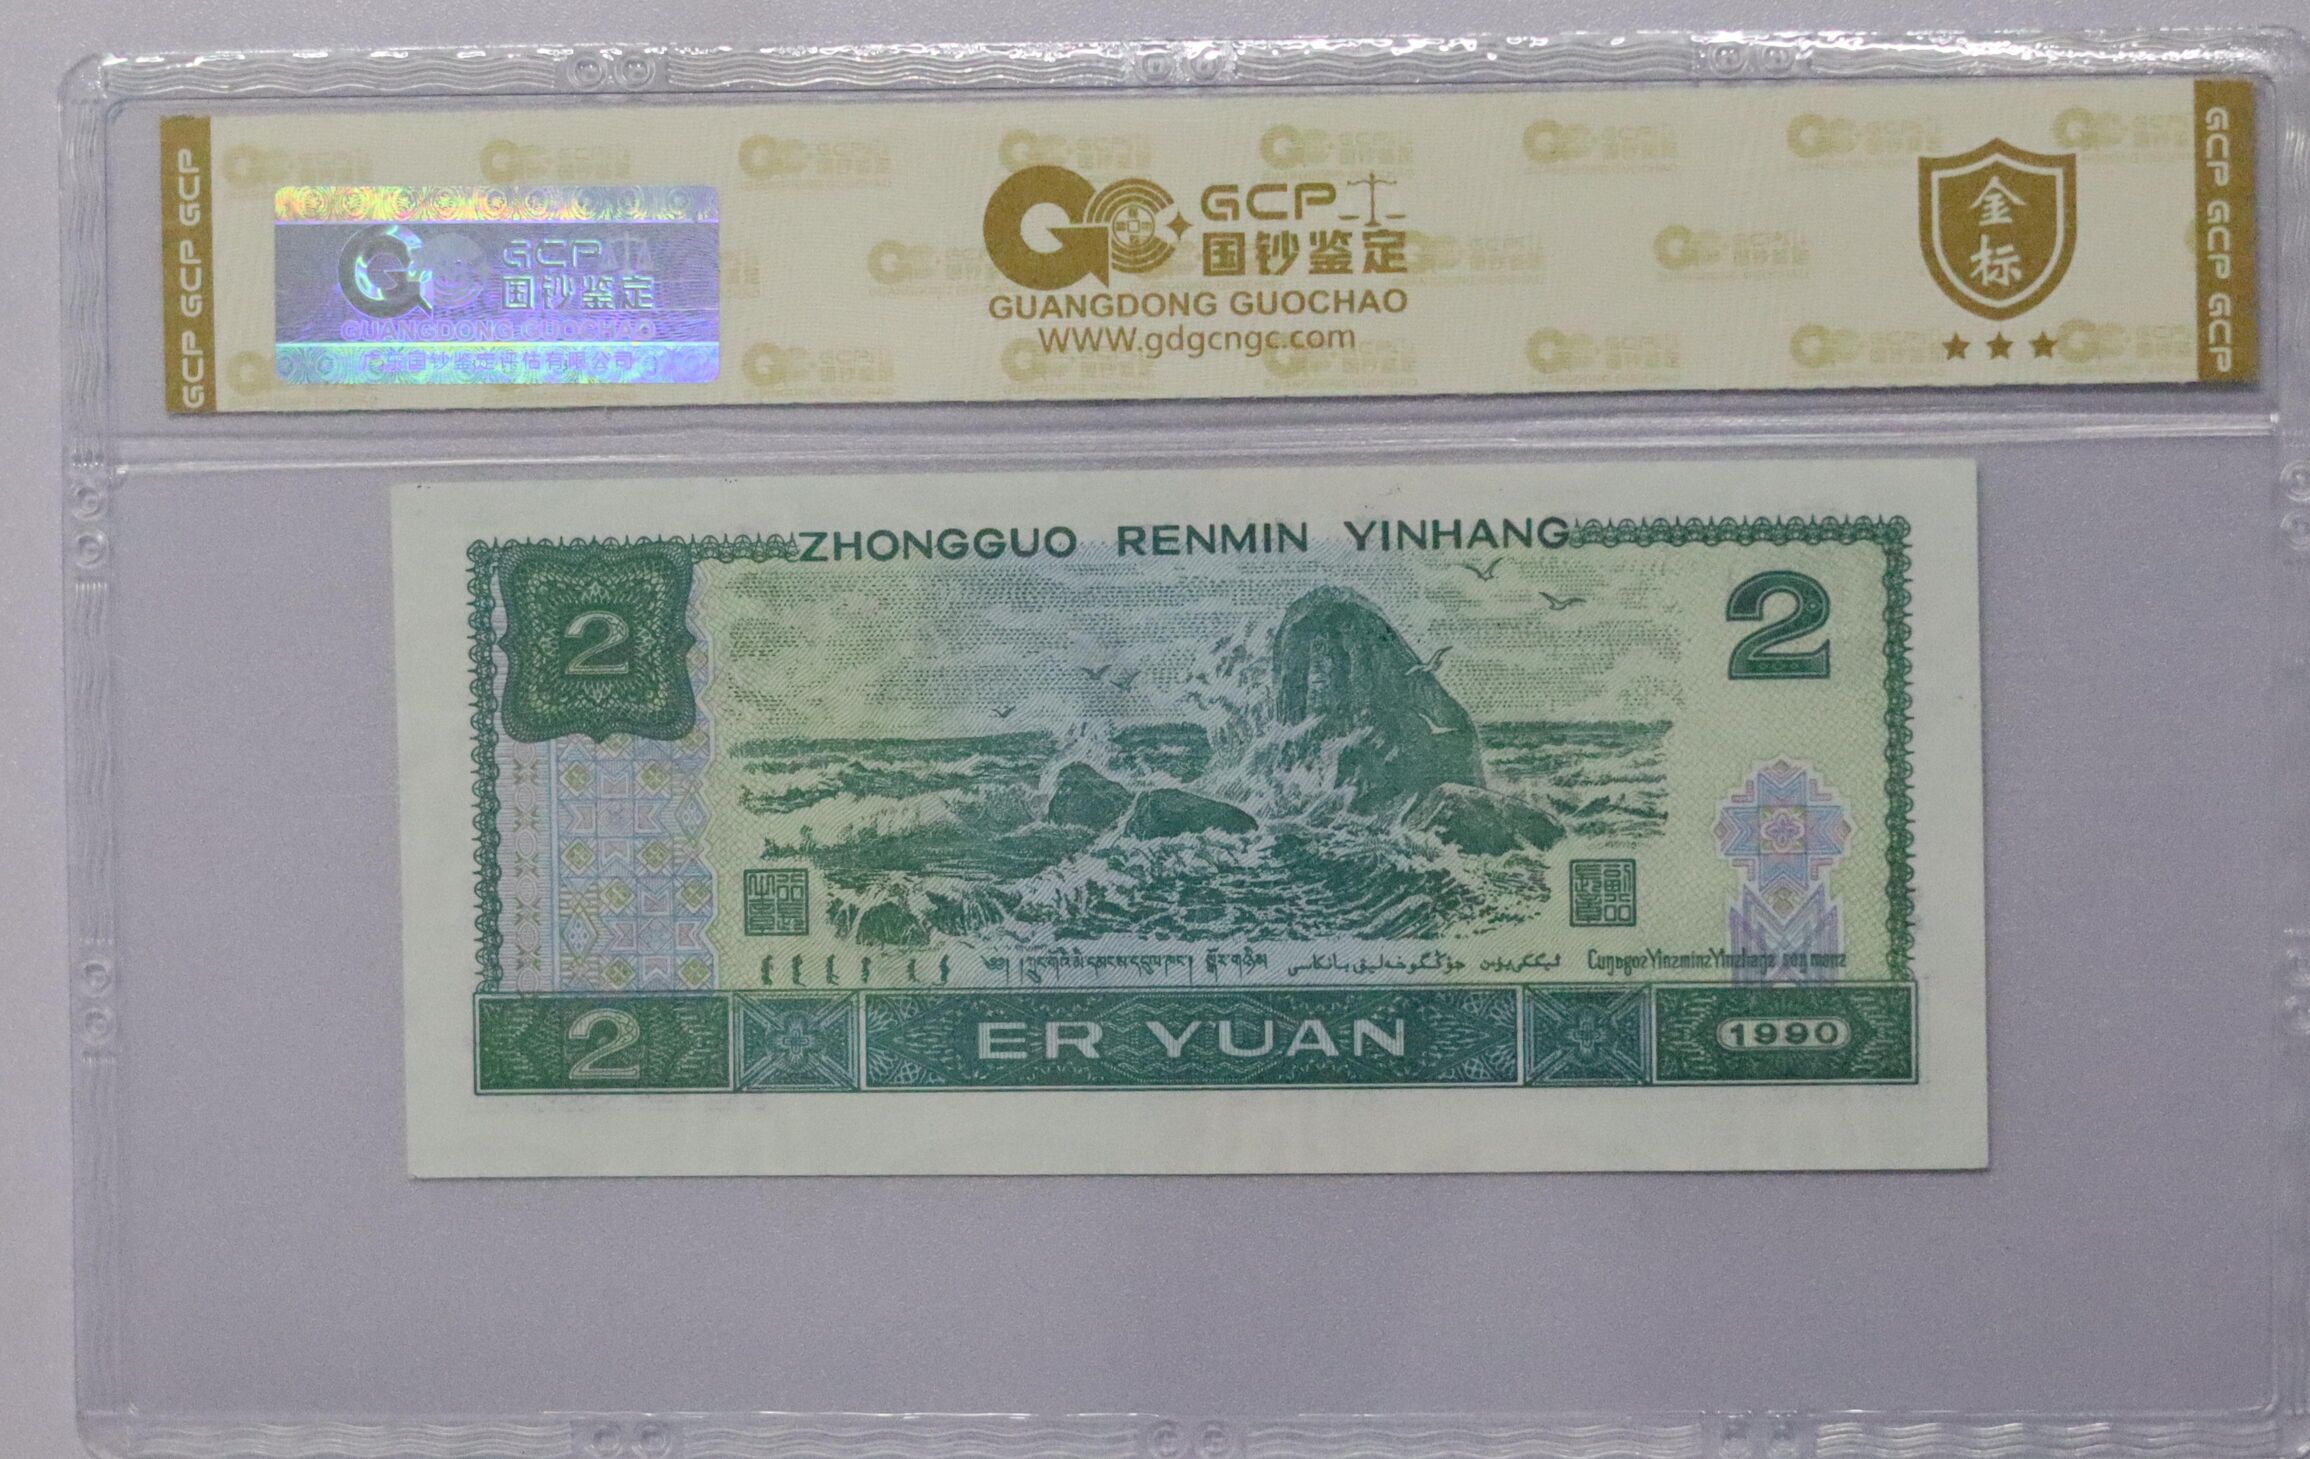 GCP GCP GCP
GCP
国钞鉴定
GUANGDONG GUOCHAO
广东国钞鉴定评估有限公司
GCP
国钞鉴定
GUANGDONG GUOCHAO
WWW.gdgcngc.com
金
标
GCP GCP GCP
ZHONGGUO RENMIN YINHANG
2
2
2
ER YUAN
1990